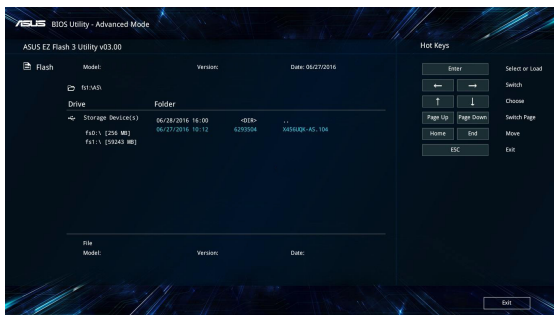 ASUS BIOS Utility - Advanced Mode
ASUS EZ Flash 3 Utility v03.00
Hot Keys
Flash Model: Version: Date: 06/27/2016
fs1:\AS\
Drive Folder
Storage Device(s)
fs0:\ [256 MB]
fs1:\ [59243 MB]
06/28/2016 16:00 <DIR> ..
06/27/2016 10:12 6293504 X456UQK-AS.104
File
Model: Version: Date:
Enter Select or Load
← → Switch
↑ ↓ Choose
Page Up Page Down Switch Page
Home End Move
ESC Exit
Exit